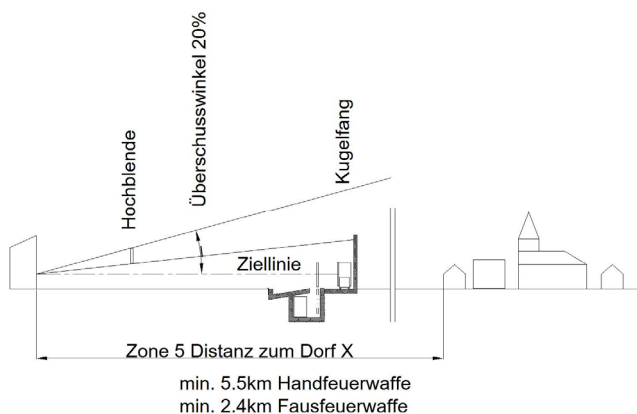 Hochblende
Überschusswinkel 20%
Kugelfang
Ziellinie
Zone 5 Distanz zum Dorf X
min. 5.5km Handfeuerwaffe
min. 2.4km Fausfeuerwaffe